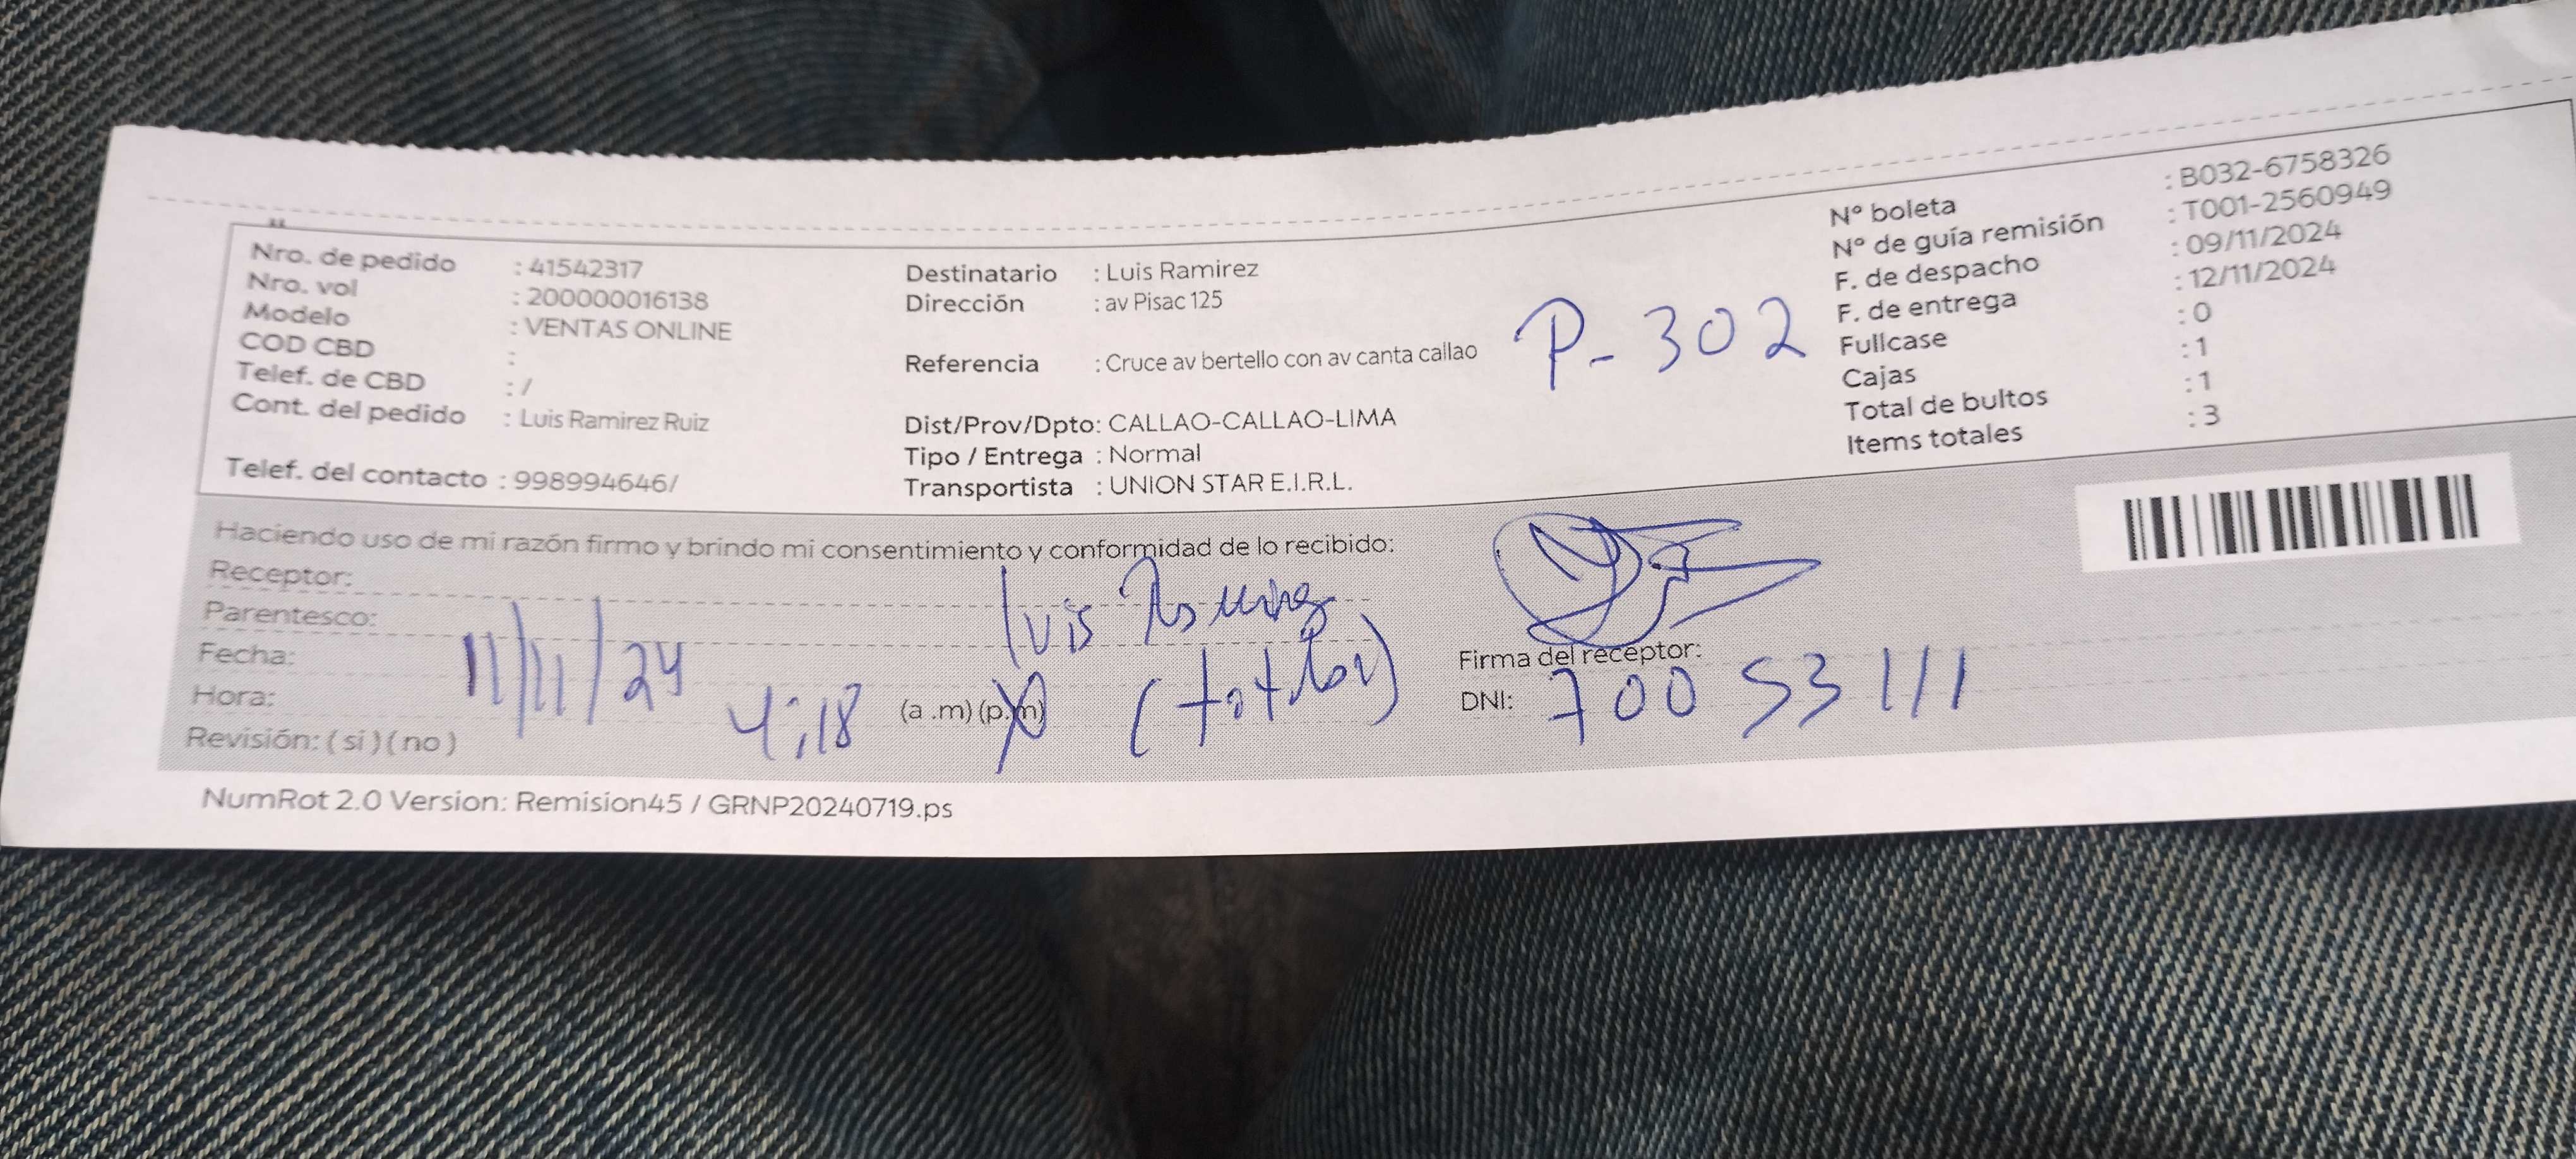 Nro. de pedido : 41542317
Nro. vol : 200000016138
Modelo : VENTAS ONLINE
COD CBD :
Telef. de CBD : /
Cont. del pedido : Luis Ramirez Ruiz
Telef. del contacto : 998994646/
Destinatario : Luis Ramirez
Dirección : av Pisac 125
Referencia : Cruce av bertello con av canta callao
Dist/Prov/Dpto: CALLAO-CALLAO-LIMA
Tipo / Entrega : Normal
Transportista : UNION STAR E.I.R.L.
P- 302
Nº boleta : B032-6758326
Nº de guía remisión : T001-2560949
F. de despacho : 09/11/2024
F. de entrega : 12/11/2024
Fullcase : 0
Cajas : 1
Total de bultos : 1
Items totales : 3
Haciendo uso de mi razón firmo y brindo mi consentimiento y conformidad de lo recibido:
Receptor: Luis
Parentesco: (titular)
Fecha: 11/11/24
Hora: 4:18 (a .m) (p.m)
Revisión: ( si ) ( no )
Firma del receptor:
DNI: 70053111
NumRot 2.0 Version: Remision45 / GRNP20240719.ps